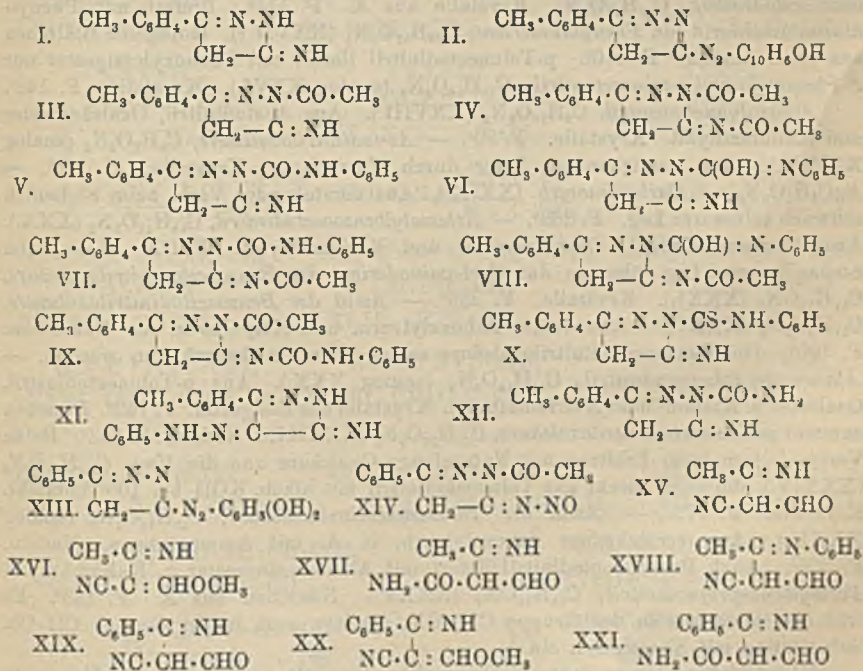 I. CH₃·C₆H₄·C : N·NH II. CH₃·C₆H₄·C : N·N
CH₂—C : NH CH₂—C·N₂·C₁₀H₆OH
III. CH₃·C₆H₄·C : N·N·CO·CH₃ IV. CH₃·C₆H₄·C : N·N·CO·CH₃
CH₂—C : NH CH₂—C : N·CO·CH₃
V. CH₃·C₆H₄·C : N·N·CO·NH·C₆H₅ VI. CH₃·C₆H₄·C : N·N·C(OH) : NC₆H₅
CH₂—C : NH CH₂—C : NH
VII. CH₃·C₆H₄·C : N·N·CO·NH·C₆H₅ VIII. CH₃·C₆H₄·C : N·N·C(OH) : N·C₆H₅
CH₂—C : N·CO·CH₃ CH₂—C : N·CO·CH₃
IX. CH₃·C₆H₄·C : N·N·CO·CH₃ X. CH₃·C₆H₄·C : N·N·CS·NH·C₆H₅
CH₂—C : N·CO·NH·C₆H₅ CH₂—C : NH
XI. CH₃·C₆H₄·C : N·NH XII. CH₃·C₆H₄·C : N·N·CO·NH₂
C₆H₅·NH·N : C—C : NH CH₂—C : NH
C₆H₅·C : N·N C₆H₅·C : N·N·CO·CH₃ XV. CH₃·C : NH
XIII. CH₂—C·N₂·C₆H₃(OH)₂ XIV. CH₂—C : N·NO NC·CH·CHO
XVI. CH₃·C : NH XVII. CH₃·C : NH XVIII. CH₃·C : N·C₆H₅
NC·C : CHOCH₃ NH₂·CO·CH·CHO NC·CH·CHO
XIX. C₆H₅·C : NH XX. C₆H₅·C : NH XXI. C₆H₅·C : NH
NC·CH·CHO NC·C : CHOCH₃ NH₂·CO·CH·CHO